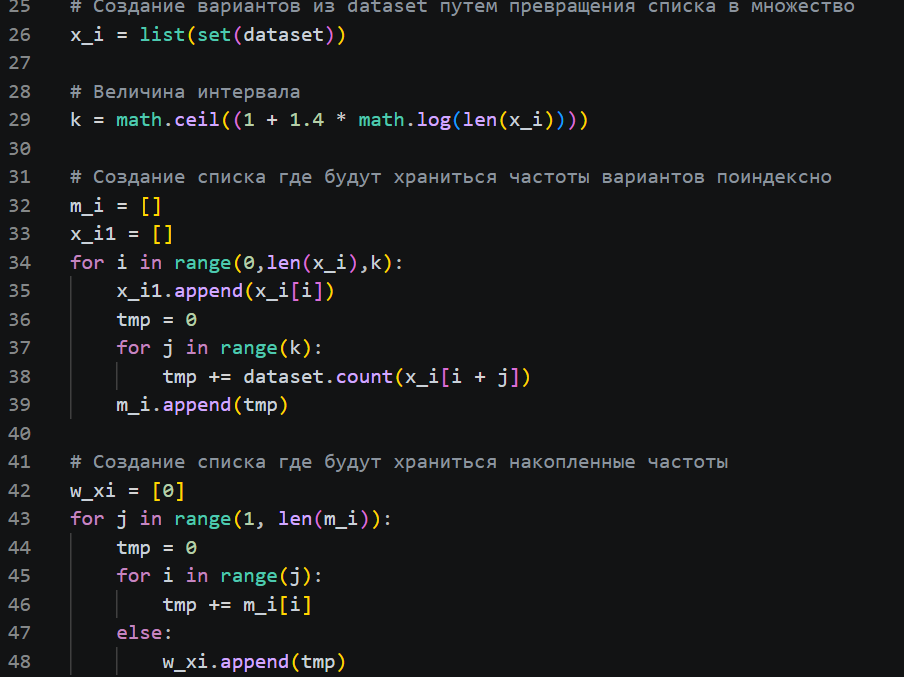 25 # Создание вариантов из dataset путем превращения списка в множество
26 x_i = list(set(dataset))
27
28 # Величина интервала
29 k = math.ceil((1 + 1.4 * math.log(len(x_i))))
30
31 # Создание списка где будут храниться частоты вариантов поиндексно
32 m_i = []
33 x_i1 = []
34 for i in range(0,len(x_i),k):
35     x_i1.append(x_i[i])
36     tmp = 0
37     for j in range(k):
38         tmp += dataset.count(x_i[i + j])
39     m_i.append(tmp)
40
41 # Создание списка где будут храниться накопленные частоты
42 w_xi = [0]
43 for j in range(1, len(m_i)):
44     tmp = 0
45     for i in range(j):
46         tmp += m_i[i]
47     else:
48         w_xi.append(tmp)